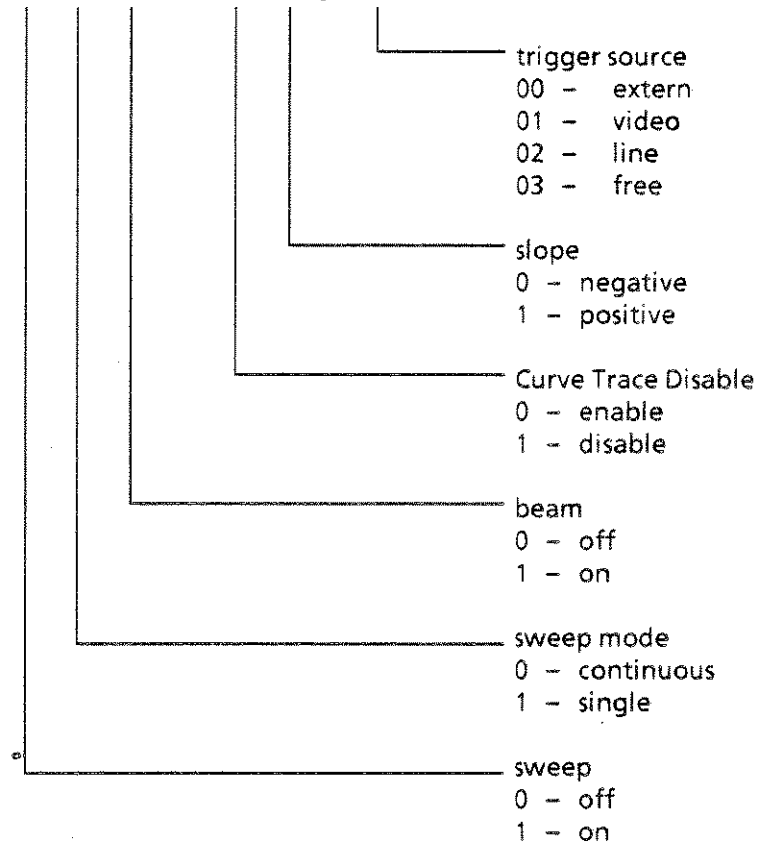 trigger source
00 – extern
01 – video
02 – line
03 – free
slope
0 – negative
1 – positive
Curve Trace Disable
0 – enable
1 – disable
beam
0 – off
1 – on
sweep mode
0 – continuous
1 – single
sweep
0 – off
1 – on